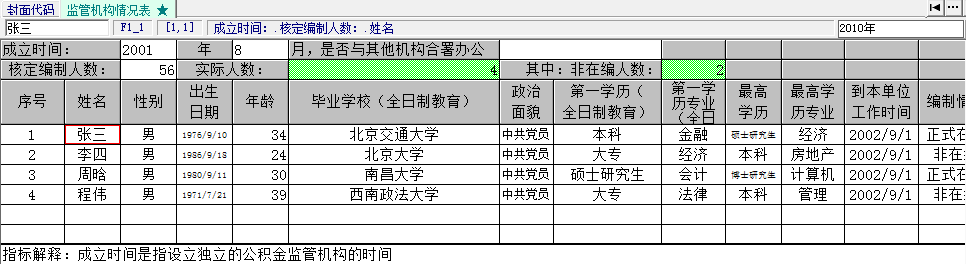 封面代码 监管机构情况表 ★
张三 F1_1 [1,1] 成立时间:.核定编制人数:.姓名 2010年
成立时间: 2001 年 8 月, 是否与其他机构合署办公
核定编制人数: 56 实际人数: 4 其中: 非在编人数: 2
序号 姓名 性别 出生日期 年龄 毕业学校(全日制教育) 政治面貌 第一学历(全日制教育) 第一学历专业(全日 最高学历 最高学历专业 到本单位工作时间 编制情
1 张三 男 1976/9/10 34 北京交通大学 中共党员 本科 金融 硕士研究生 经济 2002/9/1 正式在
2 李四 男 1986/9/18 24 北京大学 中共党员 大专 经济 本科 房地产 2002/9/1 非在
3 周晗 男 1980/9/11 30 南昌大学 中共党员 硕士研究生 会计 博士研究生 计算机 2002/9/1 正式在
4 程伟 男 1971/7/21 39 西南政法大学 中共党员 大专 法律 本科 管理 2002/9/1 非在
指标解释: 成立时间是指设立独立的公积金监管机构的时间